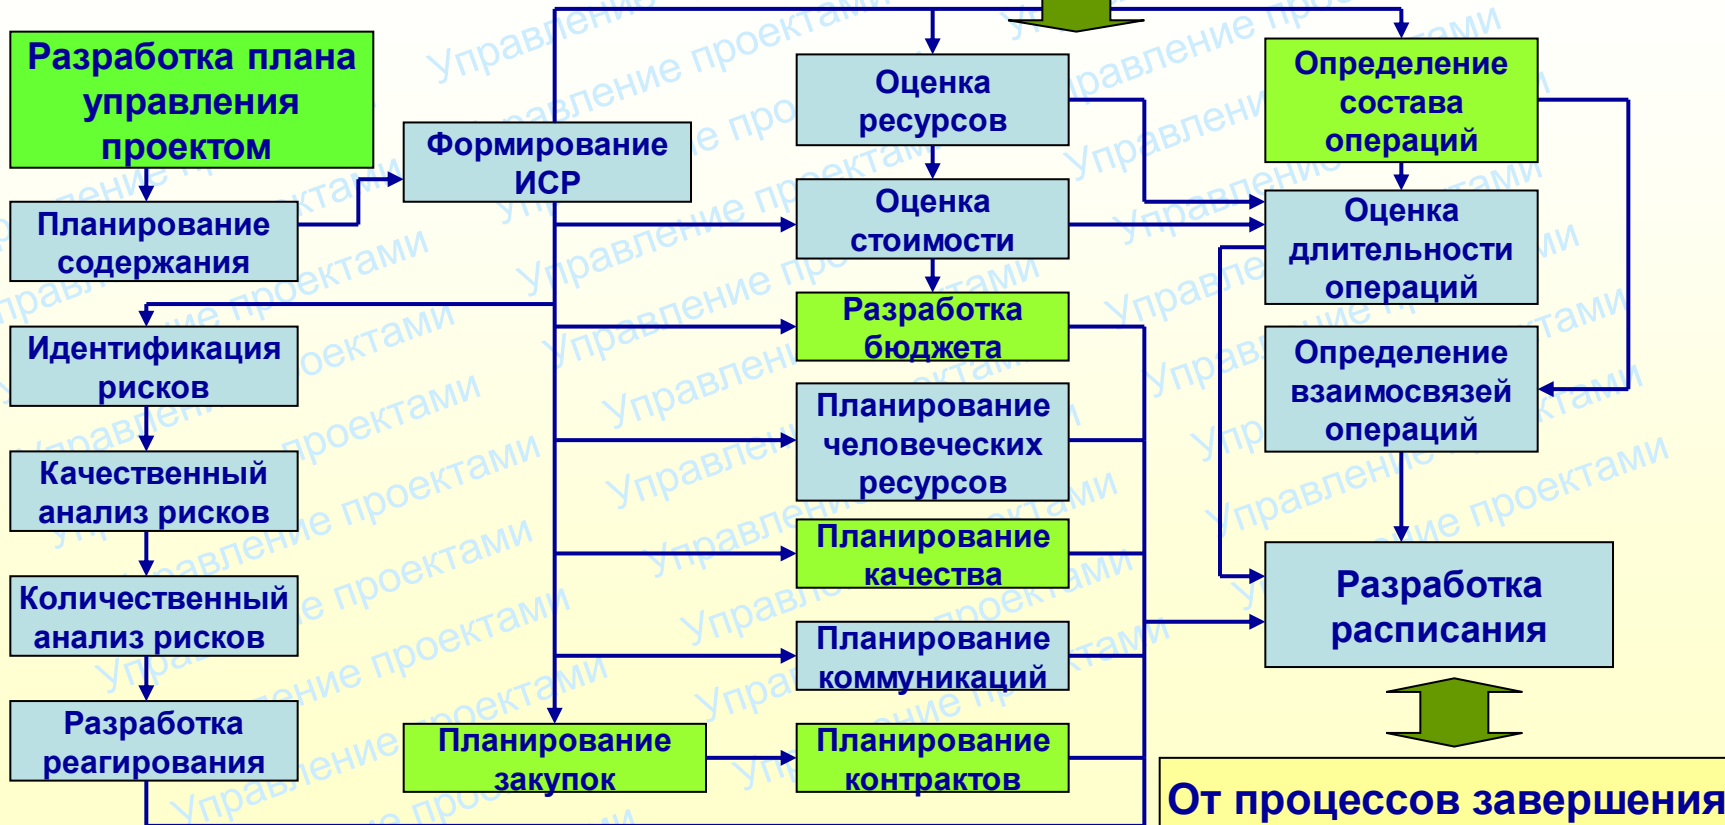 Разработка плана
управления
проектом
Планирование
содержания
Формирование
ИСР
Идентификация
рисков
Качественный
анализ рисков
Количественный
анализ рисков
Разработка
реагирования
Планирование
закупок
Оценка
ресурсов
Оценка
стоимости
Разработка
бюджета
Планирование
человеческих
ресурсов
Планирование
качества
Планирование
коммуникаций
Планирование
контрактов
Определение
состава
операций
Оценка
длительности
операций
Определение
взаимосвязей
операций
Разработка
расписания
От процессов завершения